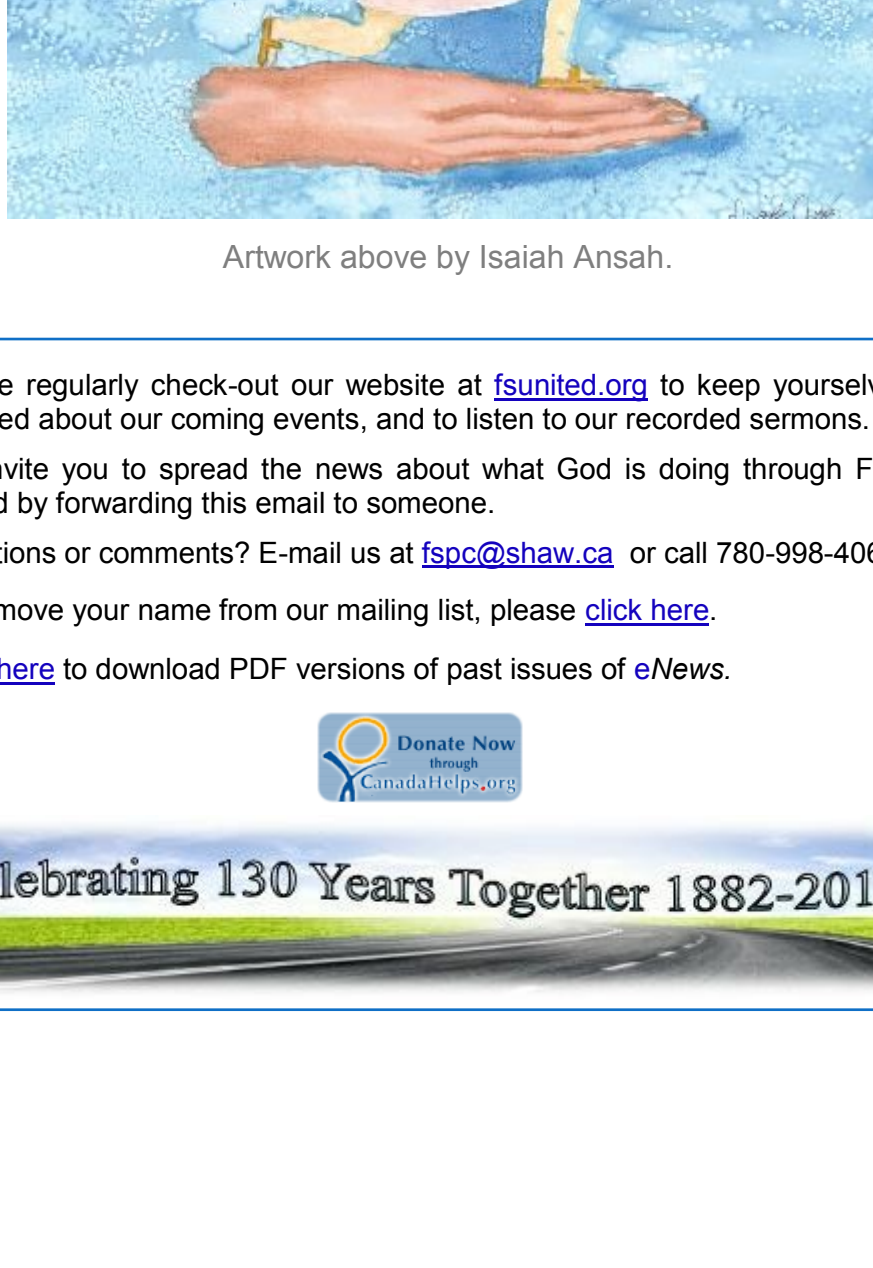 Artwork above by Isaiah Ansah.
e regularly check-out our website at fsunited.org to keep yourselv
ed about our coming events, and to listen to our recorded sermons.
nvite you to spread the news about what God is doing through F
d by forwarding this email to someone.
tions or comments? E-mail us at fspc@shaw.ca or call 780-998-406
move your name from our mailing list, please click here.
here to download PDF versions of past issues of eNews.
Donate Now
through
CanadaHelps.org
lebrating 130 Years Together 1882-201